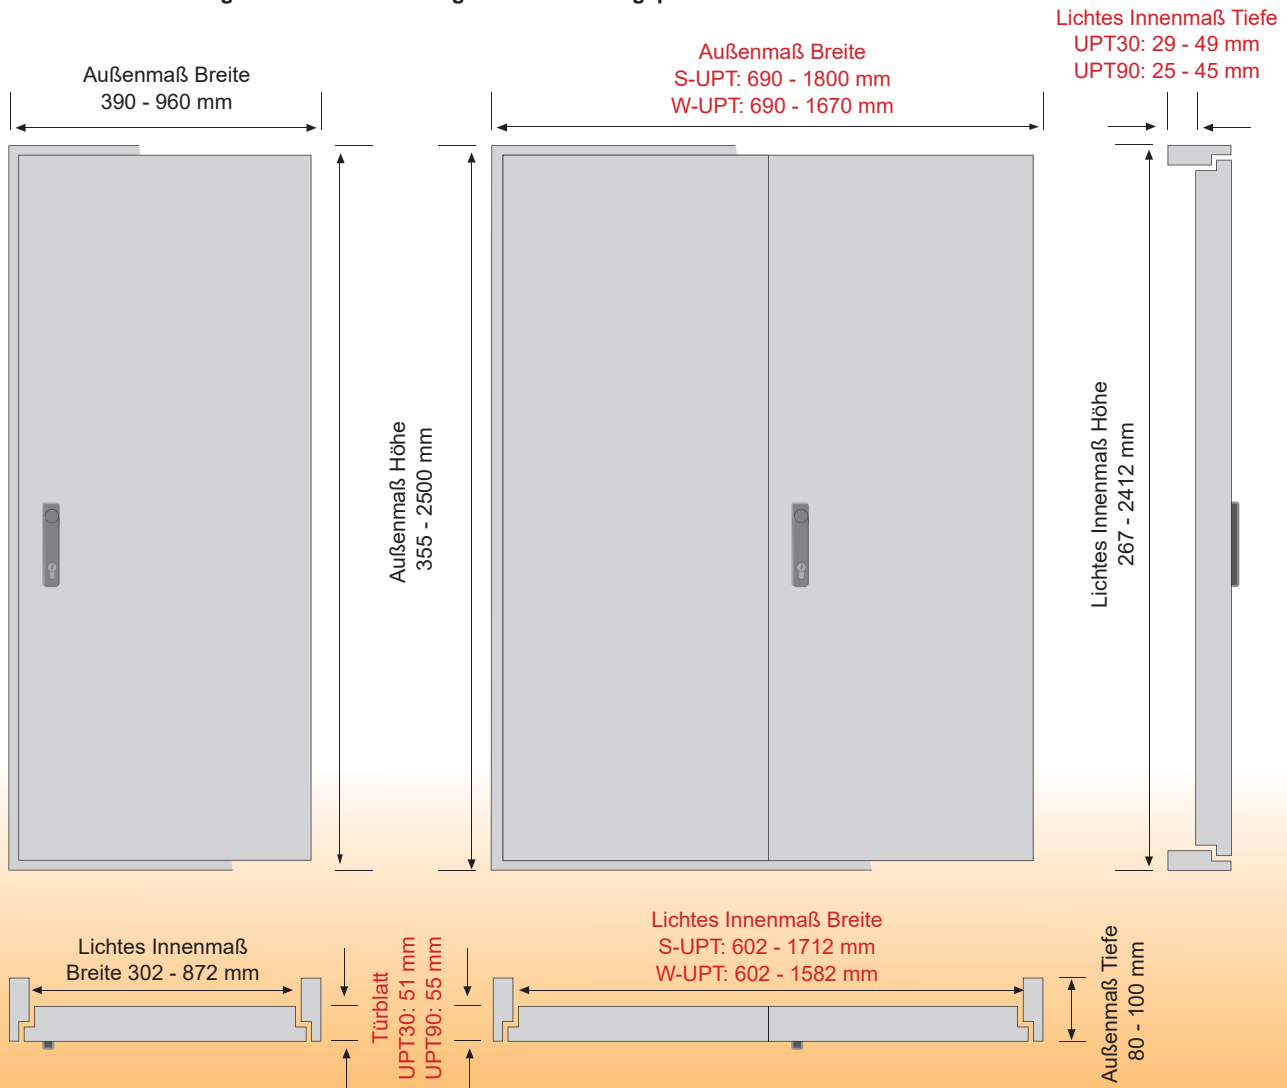 Lichtes Innenmaß Tiefe
UPT30: 29 - 49 mm
UPT90: 25 - 45 mm
Außenmaß Breite
390 - 960 mm
Außenmaß Breite
S-UPT: 690 - 1800 mm
W-UPT: 690 - 1670 mm
Außenmaß Höhe
355 - 2500 mm
Lichtes Innenmaß Höhe
267 - 2412 mm
Lichtes Innenmaß
Breite 302 - 872 mm
Türblatt
UPT30: 51 mm
UPT90: 55 mm
Lichtes Innenmaß Breite
S-UPT: 602 - 1712 mm
W-UPT: 602 - 1582 mm
Außenmaß Tiefe
80 - 100 mm